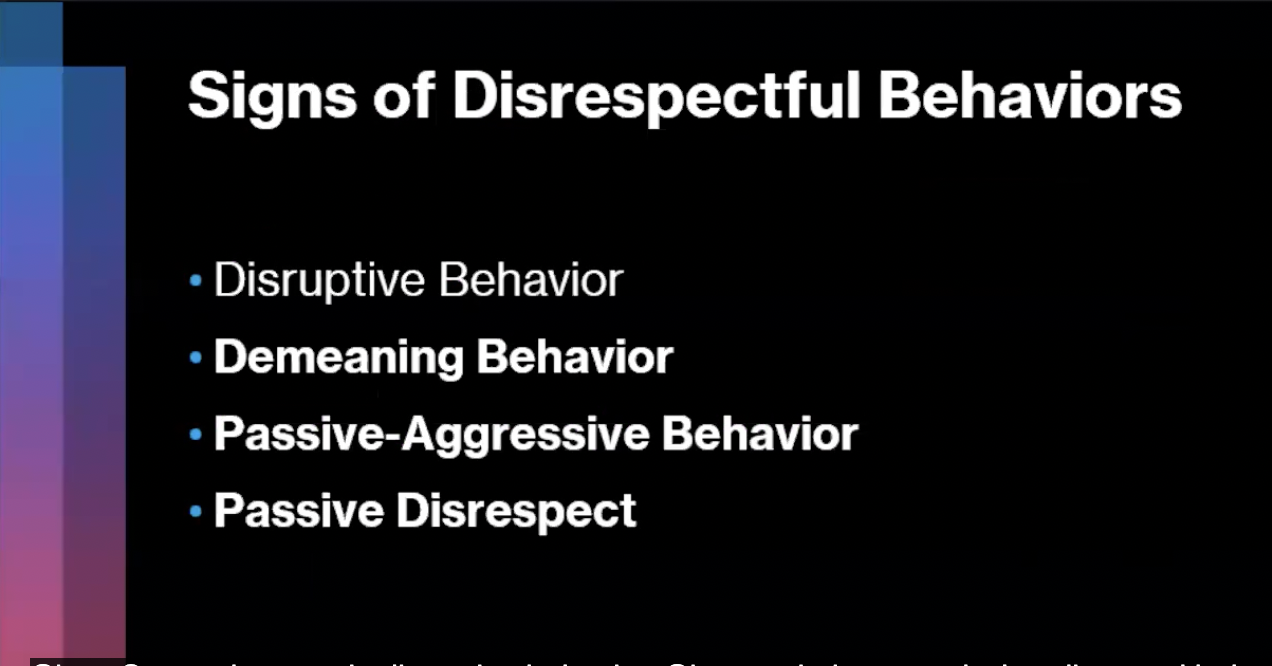 Signs of Disrespectful Behaviors
• Disruptive Behavior
• Demeaning Behavior
• Passive-Aggressive Behavior
• Passive Disrespect